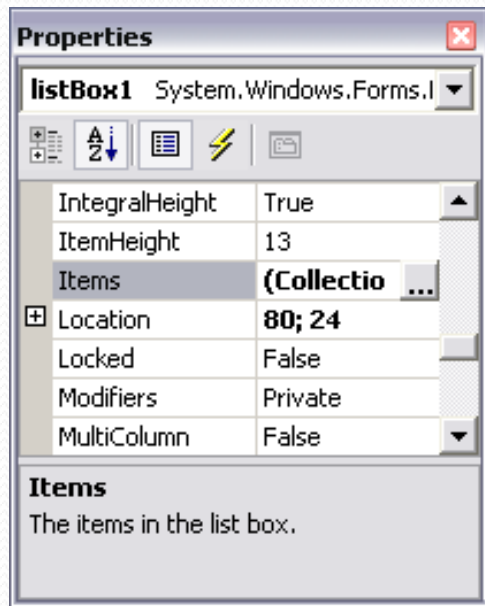 Properties
listBox1 System.Windows.Forms.l
A
Z
IntegralHeight True
ItemHeight 13
Items (Collectio ...
Location 80; 24
Locked False
Modifiers Private
MultiColumn False
Items
The items in the list box.